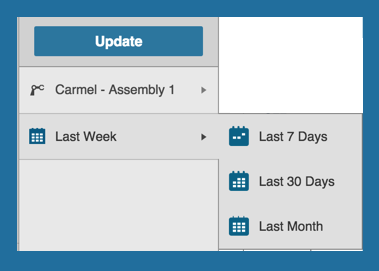 Update
Carmel - Assembly 1
Last Week
Last 7 Days
Last 30 Days
Last Month